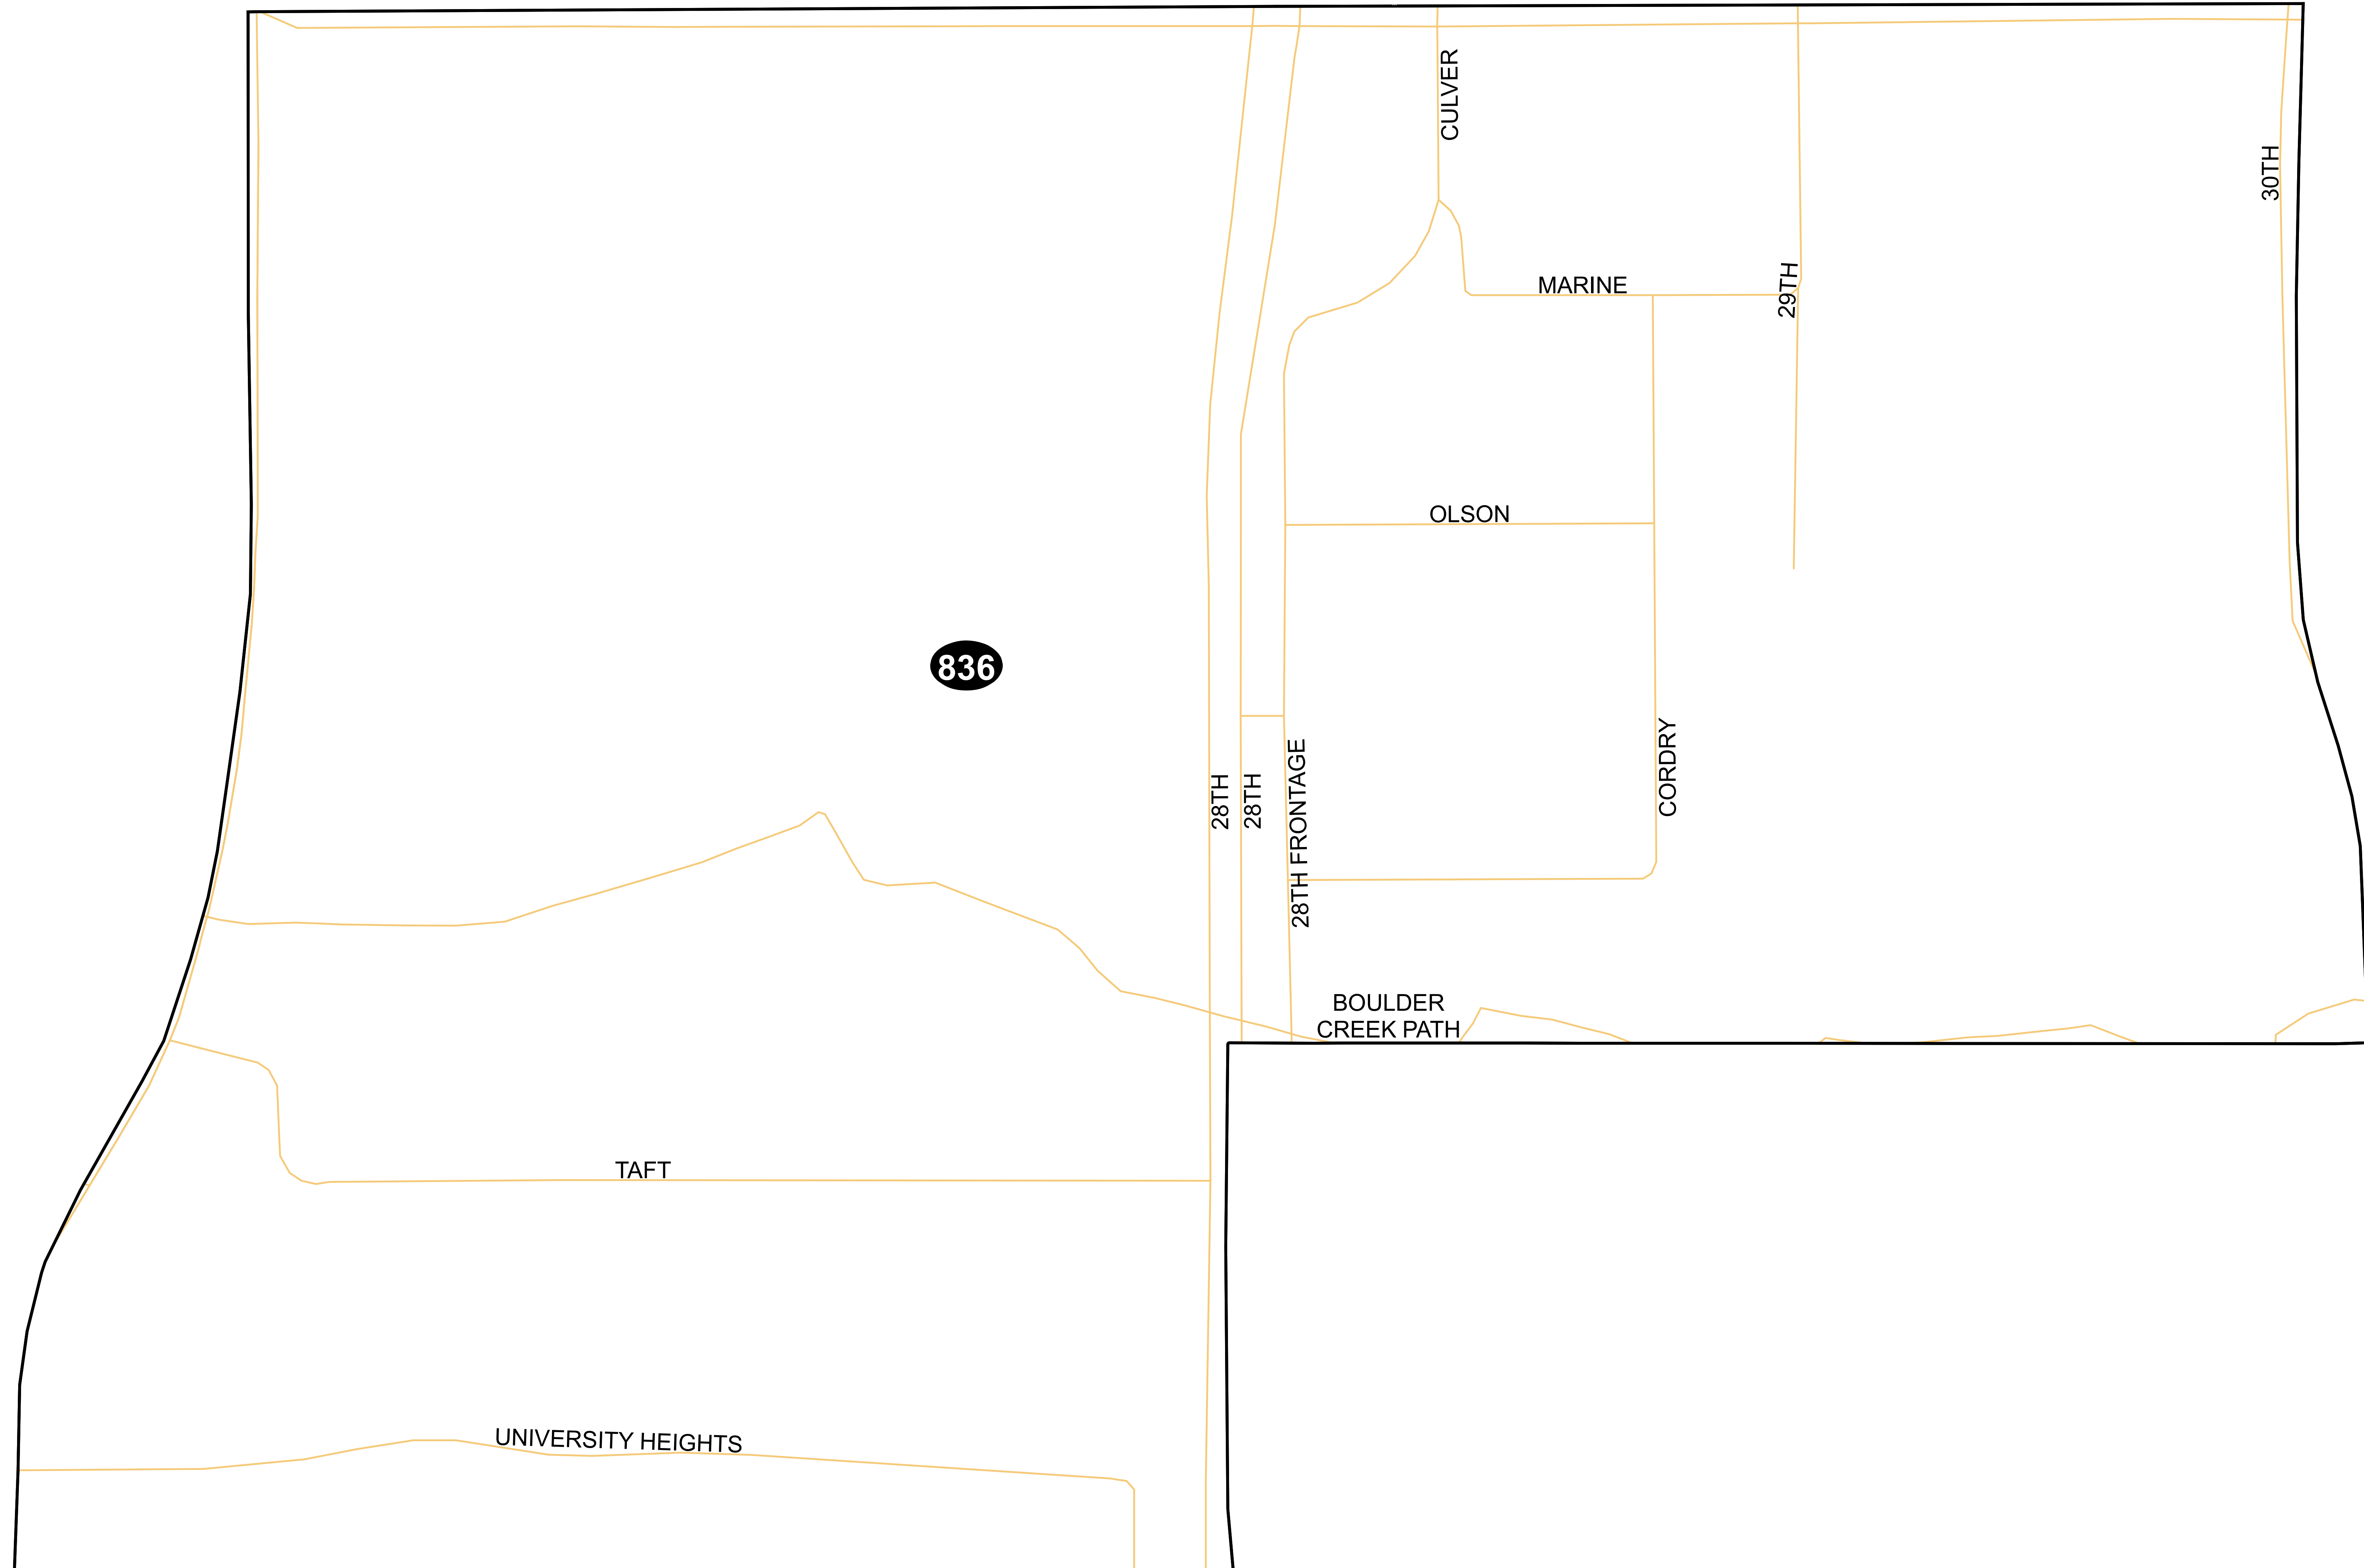 CULVER
30TH
MARINE
29TH
OLSON
836
CORDRY
28TH
28TH
28TH FRONTAGE
BOULDER
CREEK PATH
TAFT
UNIVERSITY HEIGHTS